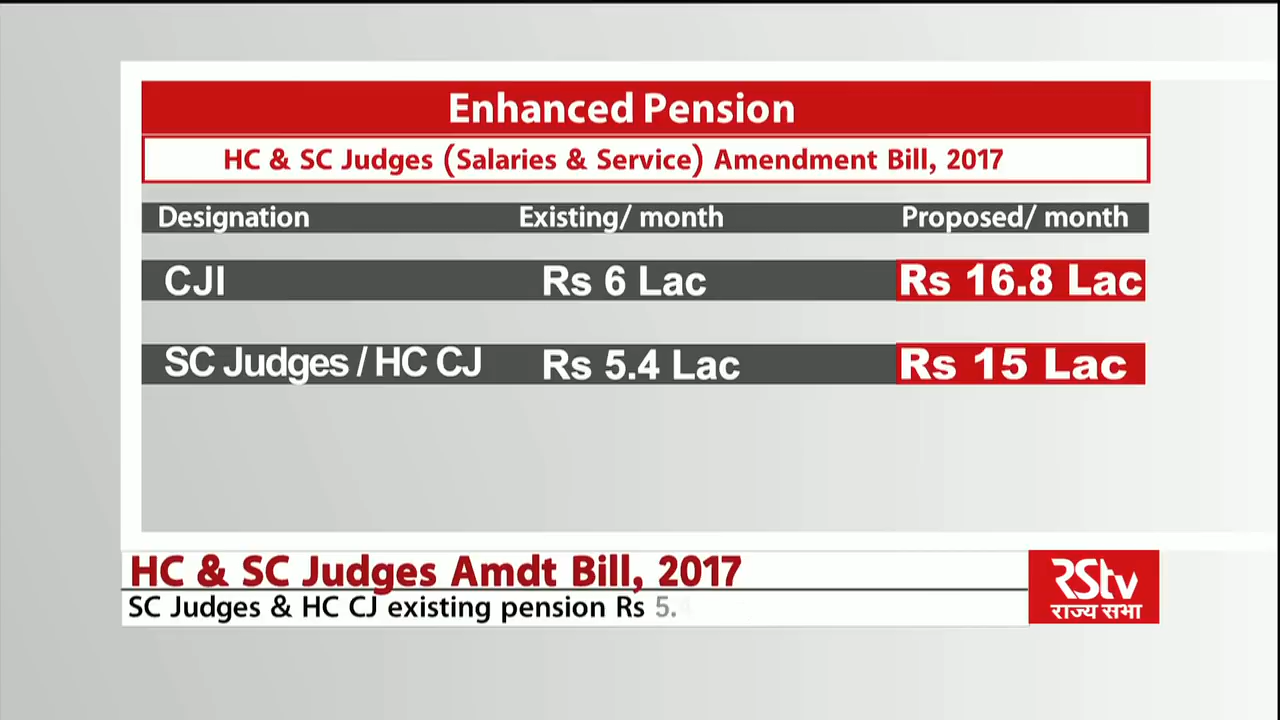 Enhanced Pension
HC & SC Judges (Salaries & Service) Amendment Bill, 2017
Designation Existing/ month Proposed/ month
CJI Rs 6 Lac Rs 16.8 Lac
SC Judges / HC CJ Rs 5.4 Lac Rs 15 Lac
HC & SC Judges Amdt Bill, 2017
SC Judges & HC CJ existing pension Rs 5.
RStv
राज्य सभा